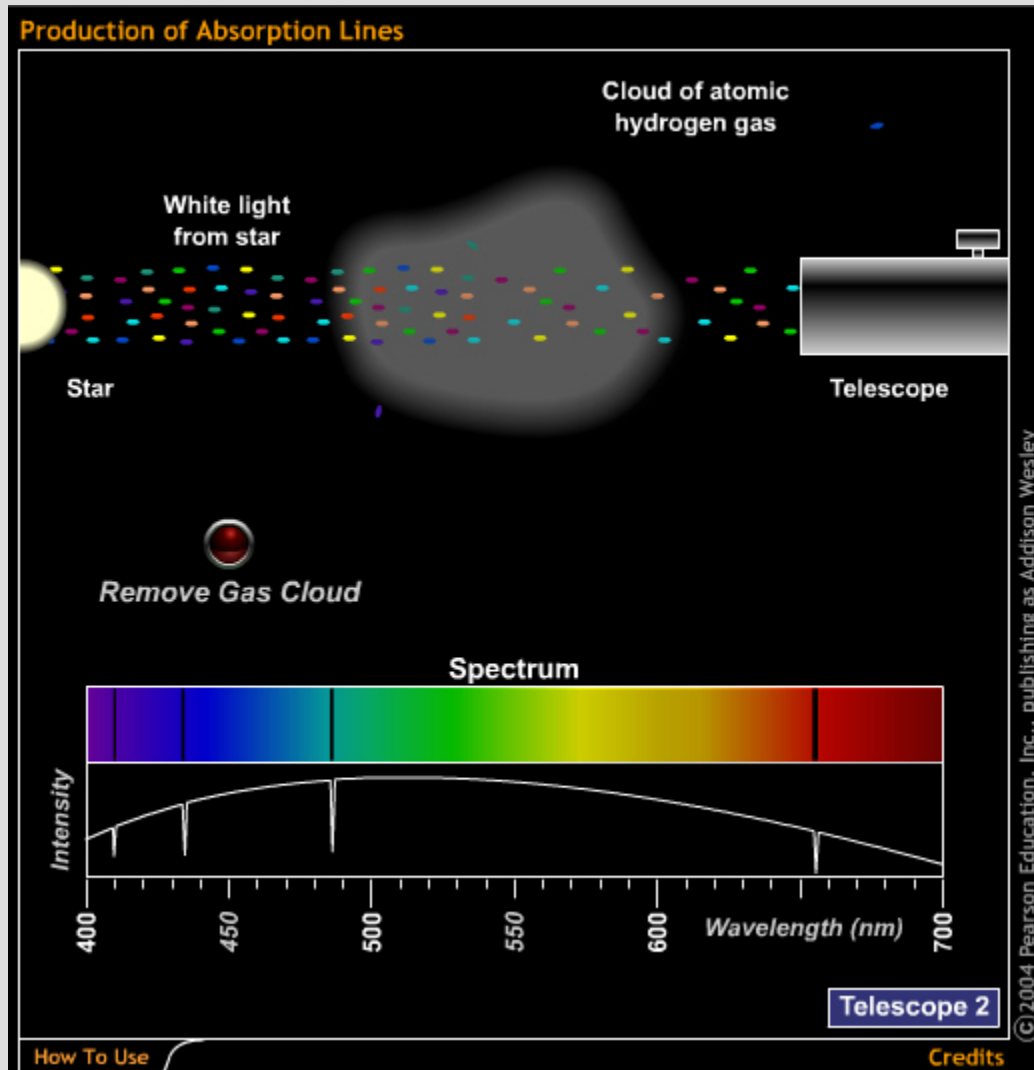 Production of Absorption Lines
Cloud of atomic
hydrogen gas
White light
from star
Star
Telescope
Remove Gas Cloud
Spectrum
Intensity
400
450
500
550
600
Wavelength (nm)
700
Telescope 2
How To Use
Credits
©2004 Pearson Education, Inc., publishing as Addison Wesley